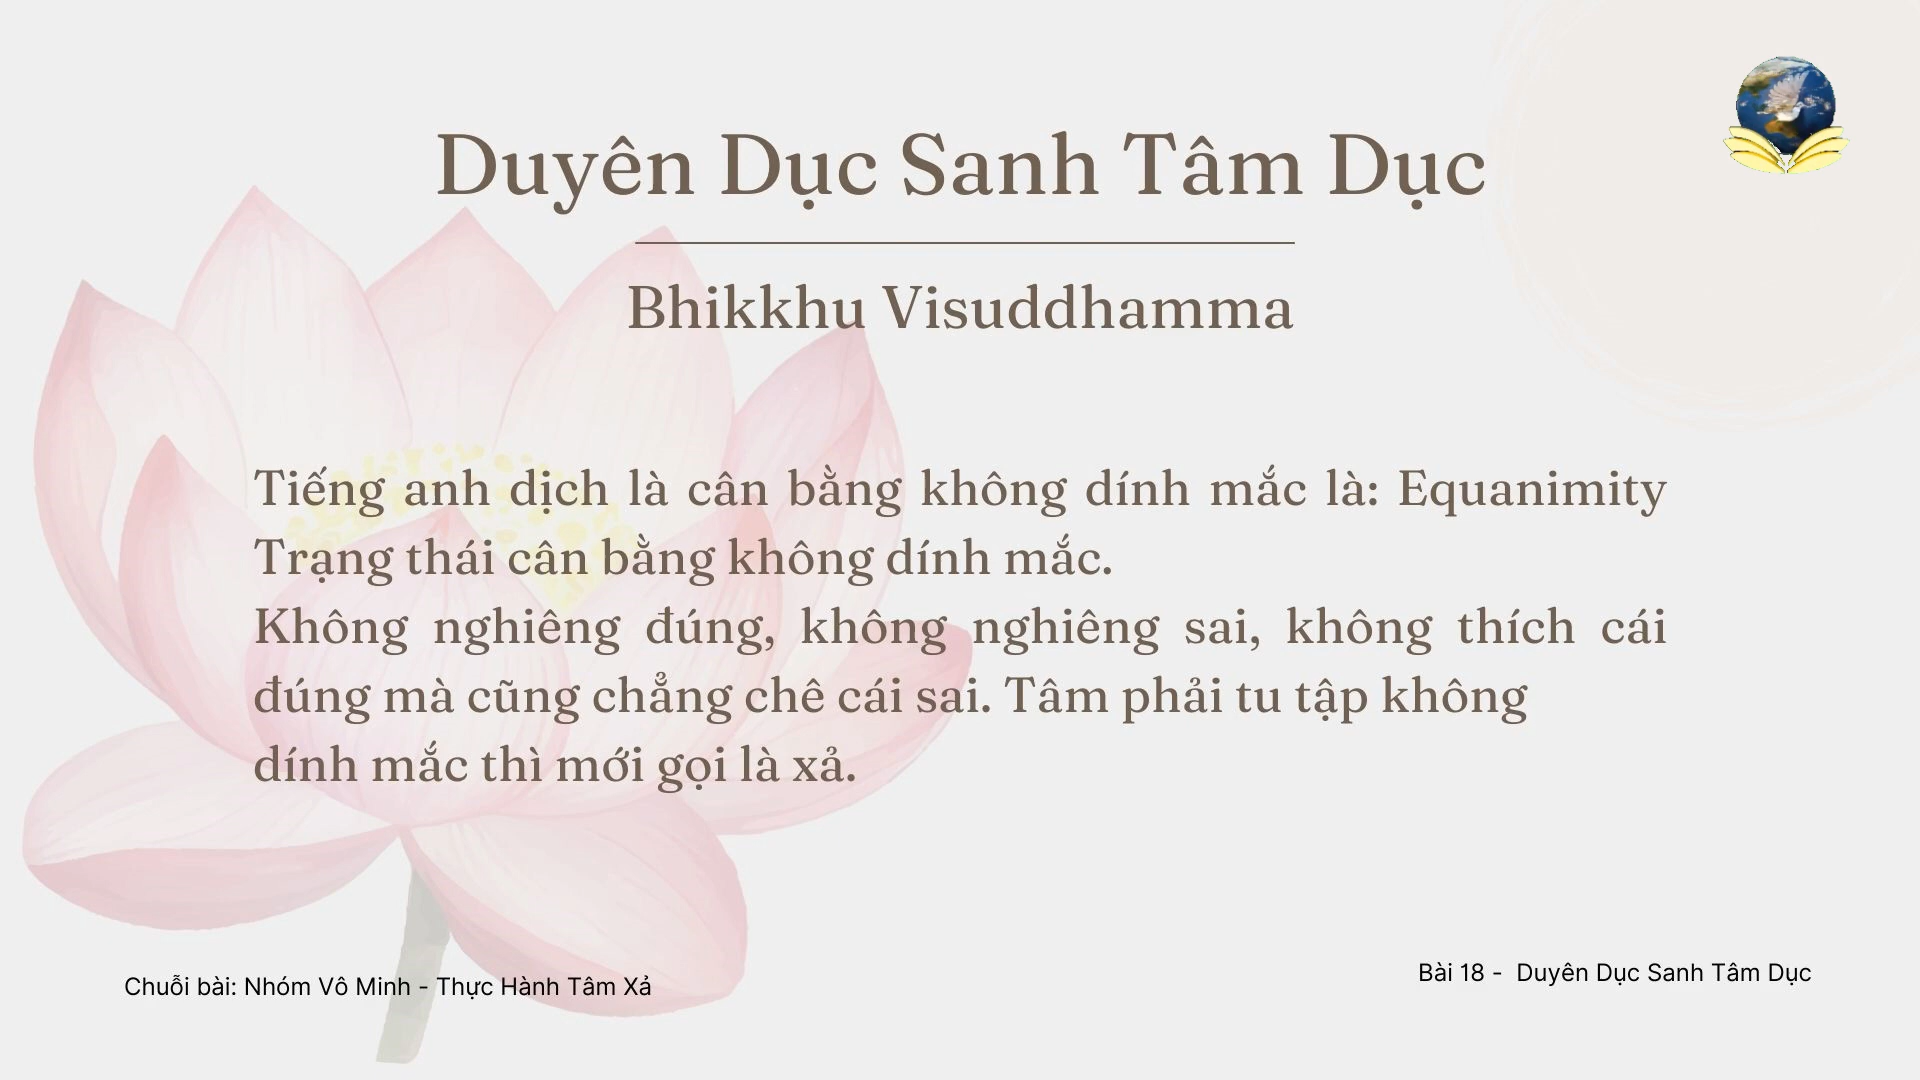 Duyên Dục Sanh Tâm Dục
Bhikkhu Visuddhamma
Tiếng anh dịch là cân bằng không dính mắc là: Equanimity
Trạng thái cân bằng không dính mắc.
Không nghiêng đúng, không nghiêng sai, không thích cái
đúng mà cũng chẳng chê cái sai. Tâm phải tu tập không
dính mắc thì mới gọi là xả.
Chuỗi bài: Nhóm Vô Minh - Thực Hành Tâm Xả
Bài 18 - Duyên Dục Sanh Tâm Dục